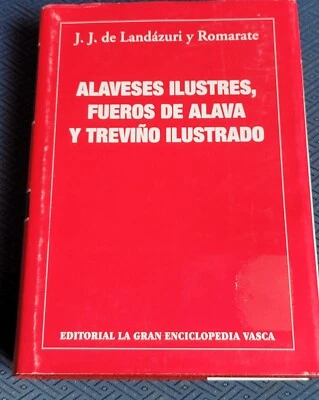 J. J. de Landázuri y Romarate
ALAVESES ILUSTRES,
FUEROS DE ALAVA
Y TREVIÑO ILUSTRADO
EDITORIAL LA GRAN ENCICLOPEDIA VASCA